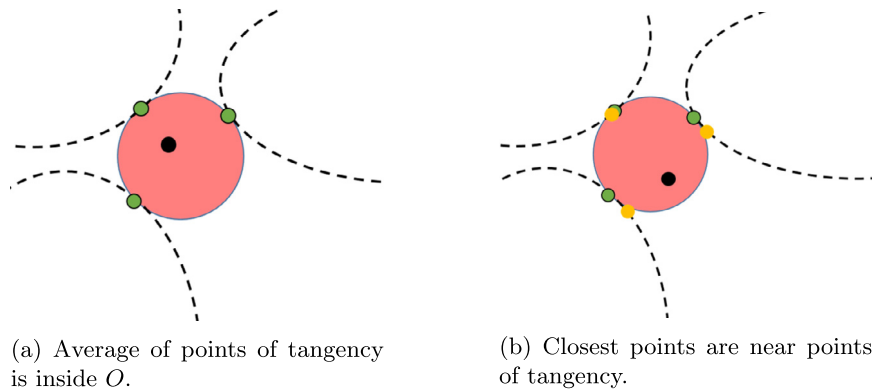 (a) Average of points of tangency
is inside O.
(b) Closest points are near points
of tangency.